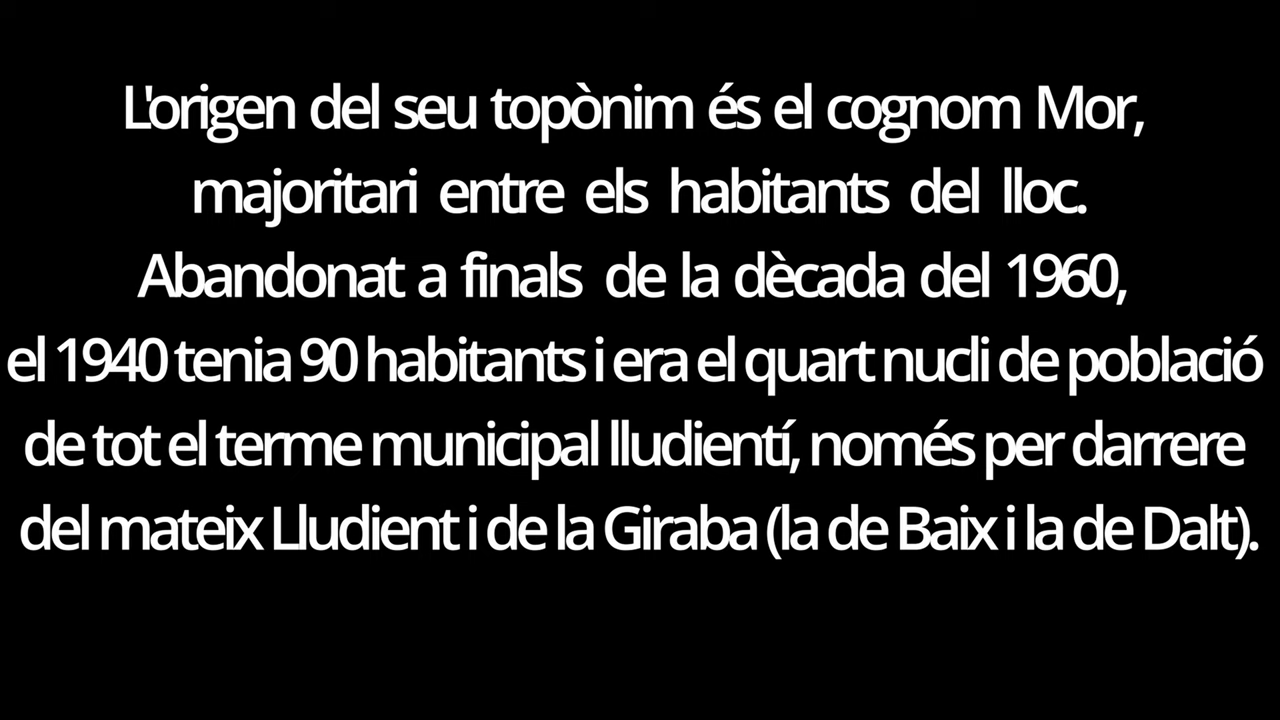 L'origen del seu topònim és el cognom Mor,
majoritari entre els habitants del lloc.
Abandonat a finals de la dècada del 1960,
el 1940 tenia 90 habitants i era el quart nucli de població
de tot el terme municipal lludientí, només per darrere
del mateix Lludient i de la Giraba (la de Baix i la de Dalt).